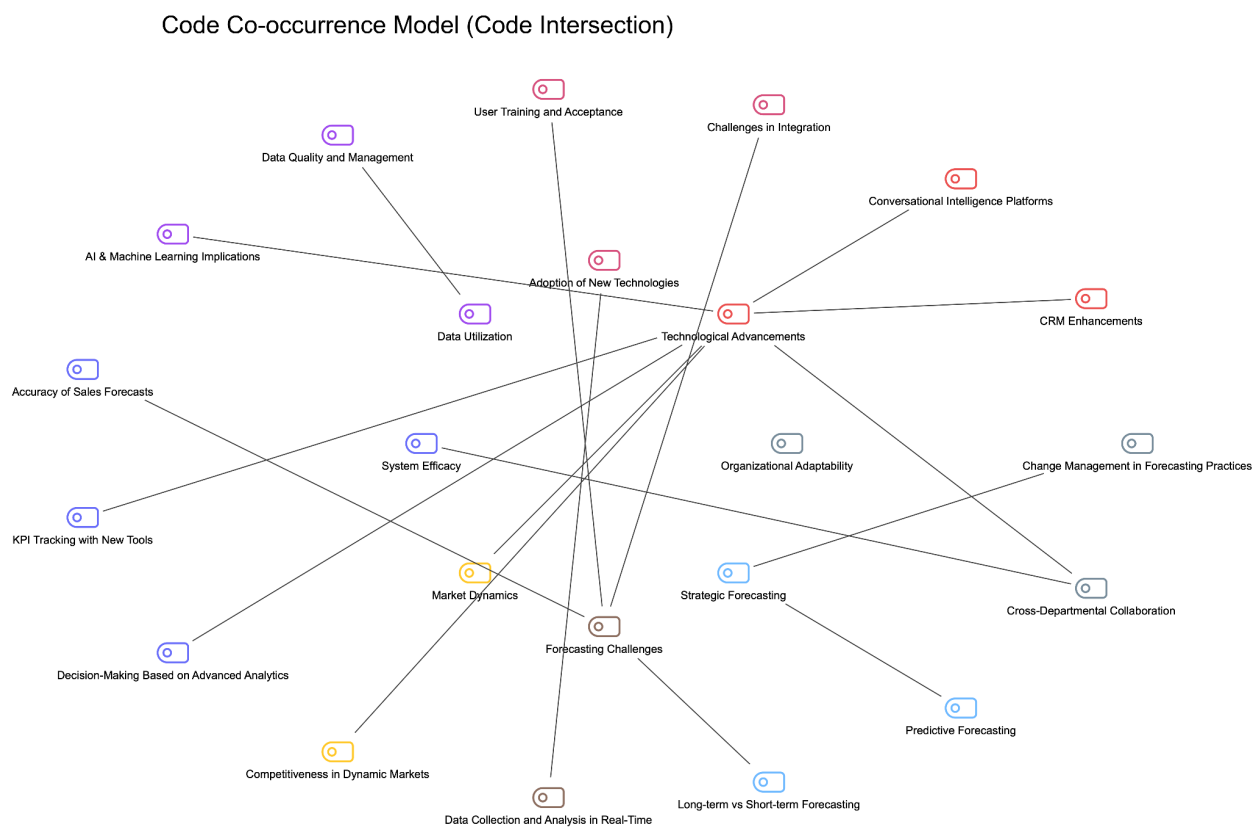 Code Co-occurrence Model (Code Intersection)
User Training and Acceptance
Challenges in Integration
Data Quality and Management
Conversational Intelligence Platforms
AI & Machine Learning Implications
Adoption of New Technologies
CRM Enhancements
Data Utilization
Technological Advancements
Accuracy of Sales Forecasts
System Efficacy
Organizational Adaptability
Change Management in Forecasting Practices
KPI Tracking with New Tools
Market Dynamics
Strategic Forecasting
Cross-Departmental Collaboration
Forecasting Challenges
Decision-Making Based on Advanced Analytics
Predictive Forecasting
Competitiveness in Dynamic Markets
Long-term vs Short-term Forecasting
Data Collection and Analysis in Real-Time